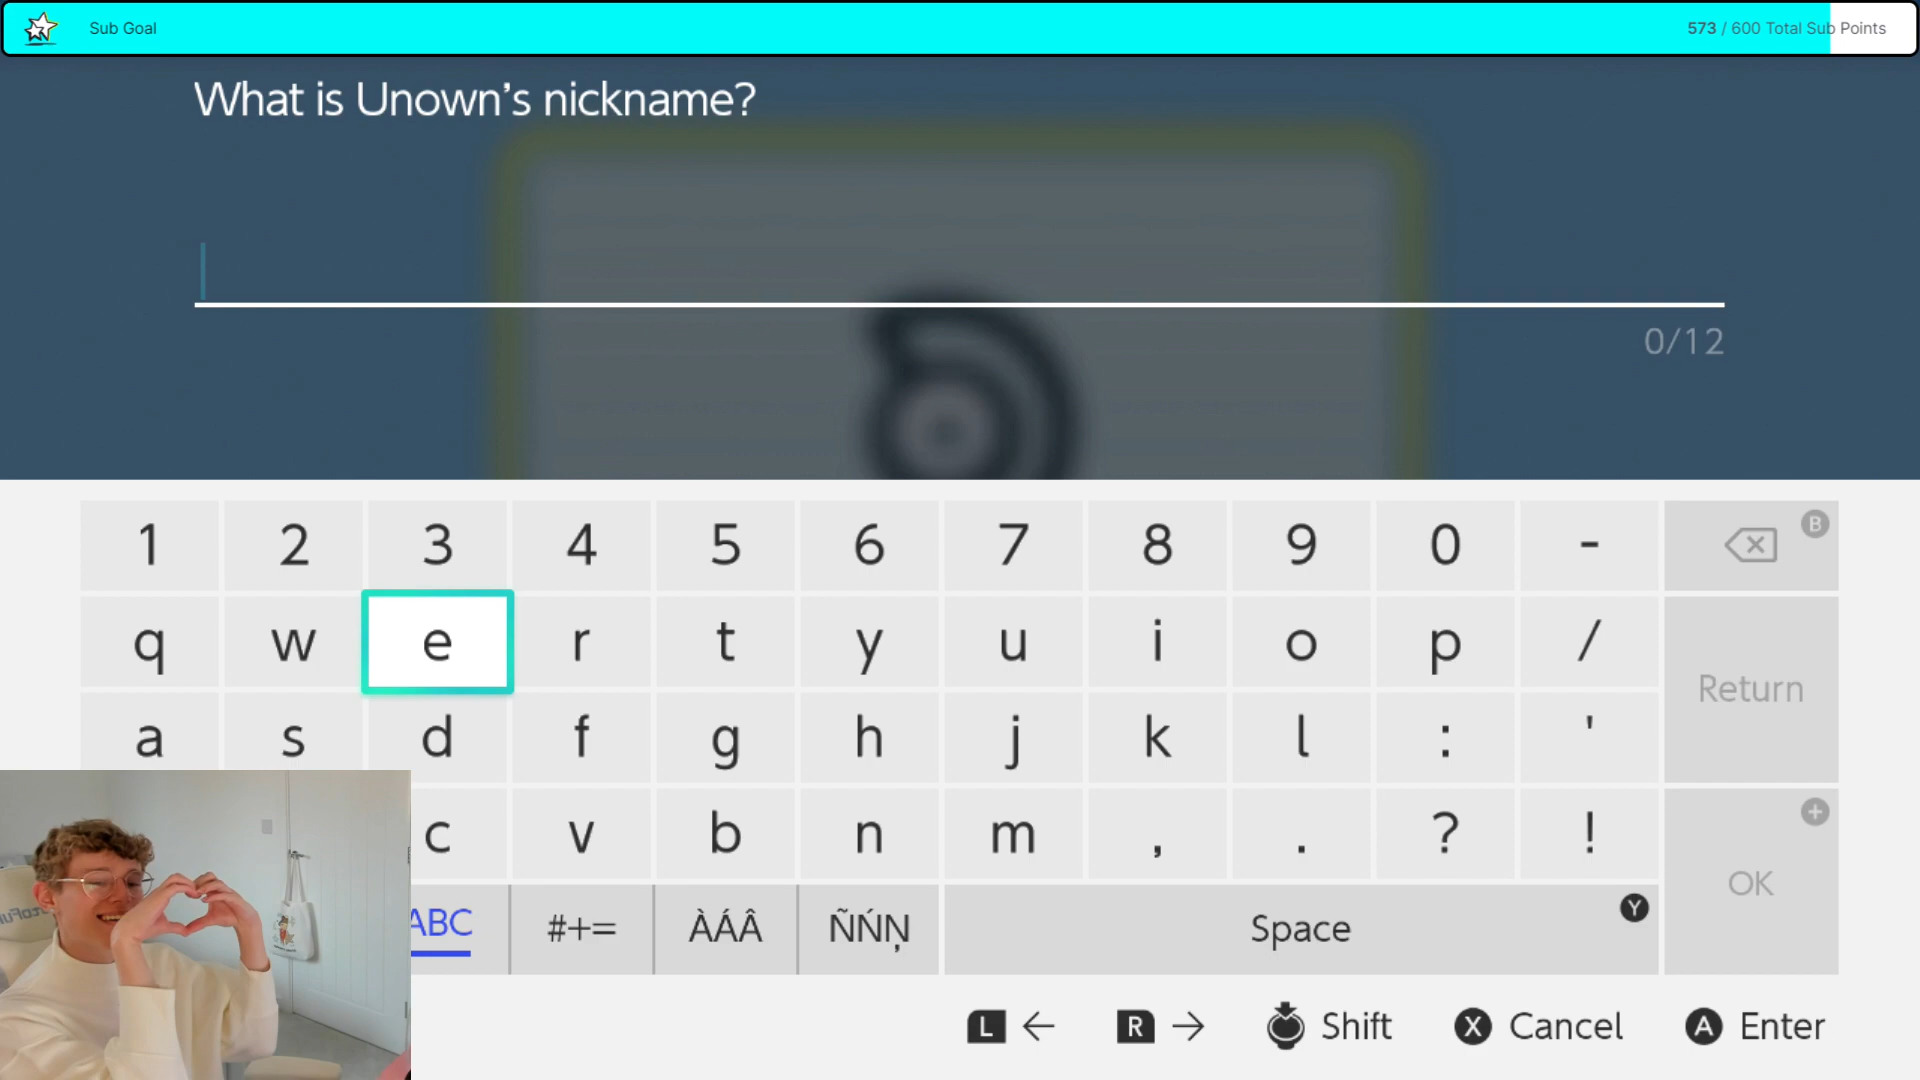 Sub Goal
573 / 600 Total Sub Points
What is Unown's nickname?
0/12
1 2 3 4 5 6 7 8 9 0 - B
q w e r t y u i o p / Return
a s d f g h j k l : '
c v b n m , . ? ! + OK
ABC #+= ÀÁÂ ÑŃŅ Space Y
L ← R → Shift X Cancel A Enter